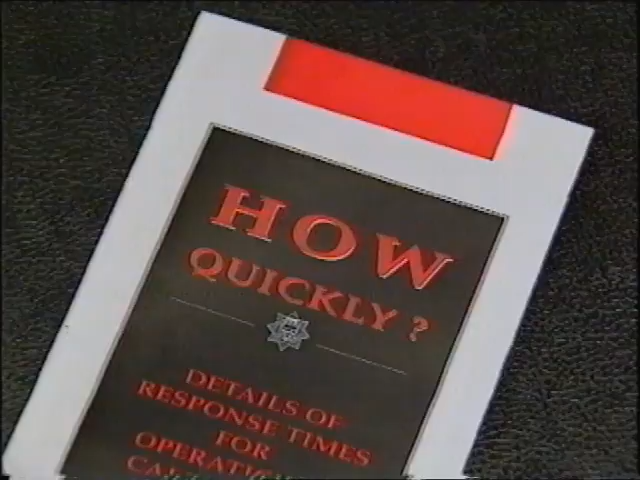 HOW
QUICKLY?
DETAILS OF
RESPONSE TIMES
FOR